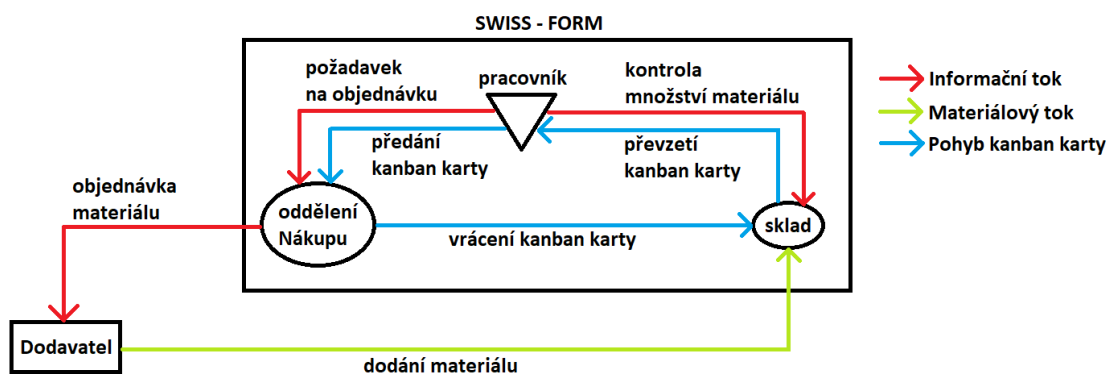 SWISS - FORM
požadavek
na objednávku
pracovník
kontrola
množství materiálu
Informační tok
Materiálový tok
Pohyb kanban karty
předání
kanban karty
převzetí
kanban karty
objednávka
materiálu
oddělení
Nákupu
vrácení kanban karty
sklad
Dodavatel
dodání materiálu